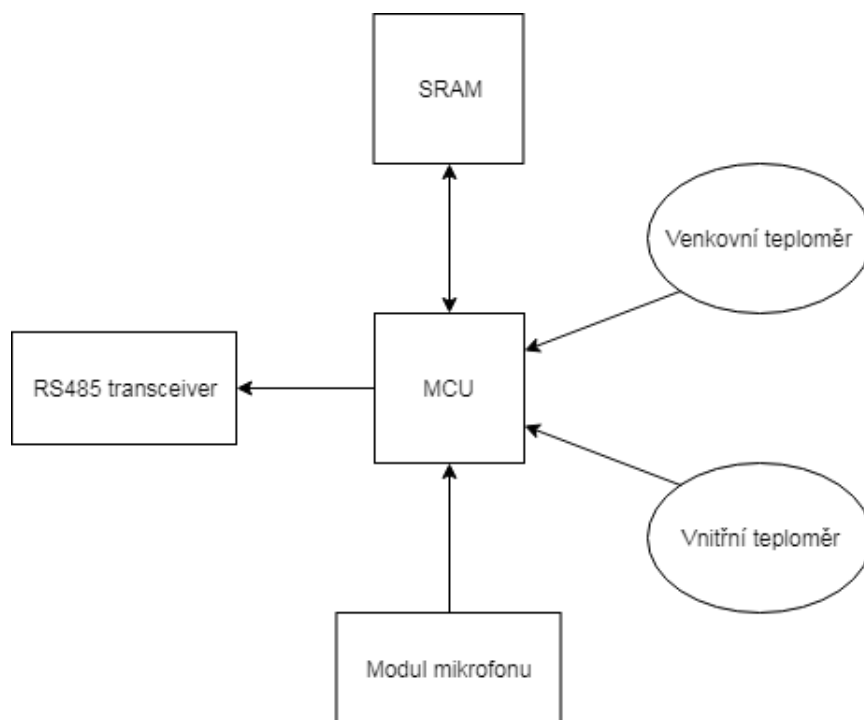 SRAM
Venkovní teploměr
RS485 transceiver
MCU
Vnitřní teploměr
Modul mikrofonu